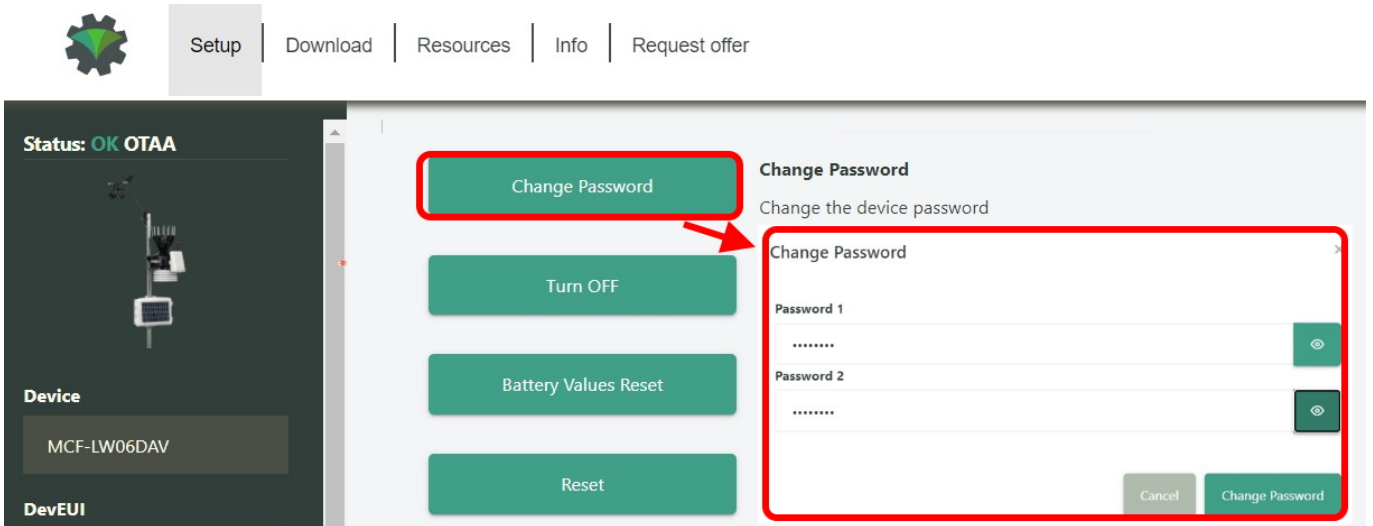 Setup
Download
Resources
Info
Request offer
Status: OK OTAA
Device
MCF-LW06DAV
DevEUI
Change Password
Turn OFF
Battery Values Reset
Reset
Change Password
Change the device password
Change Password
×
Password 1
........
Password 2
........
Cancel
Change Password